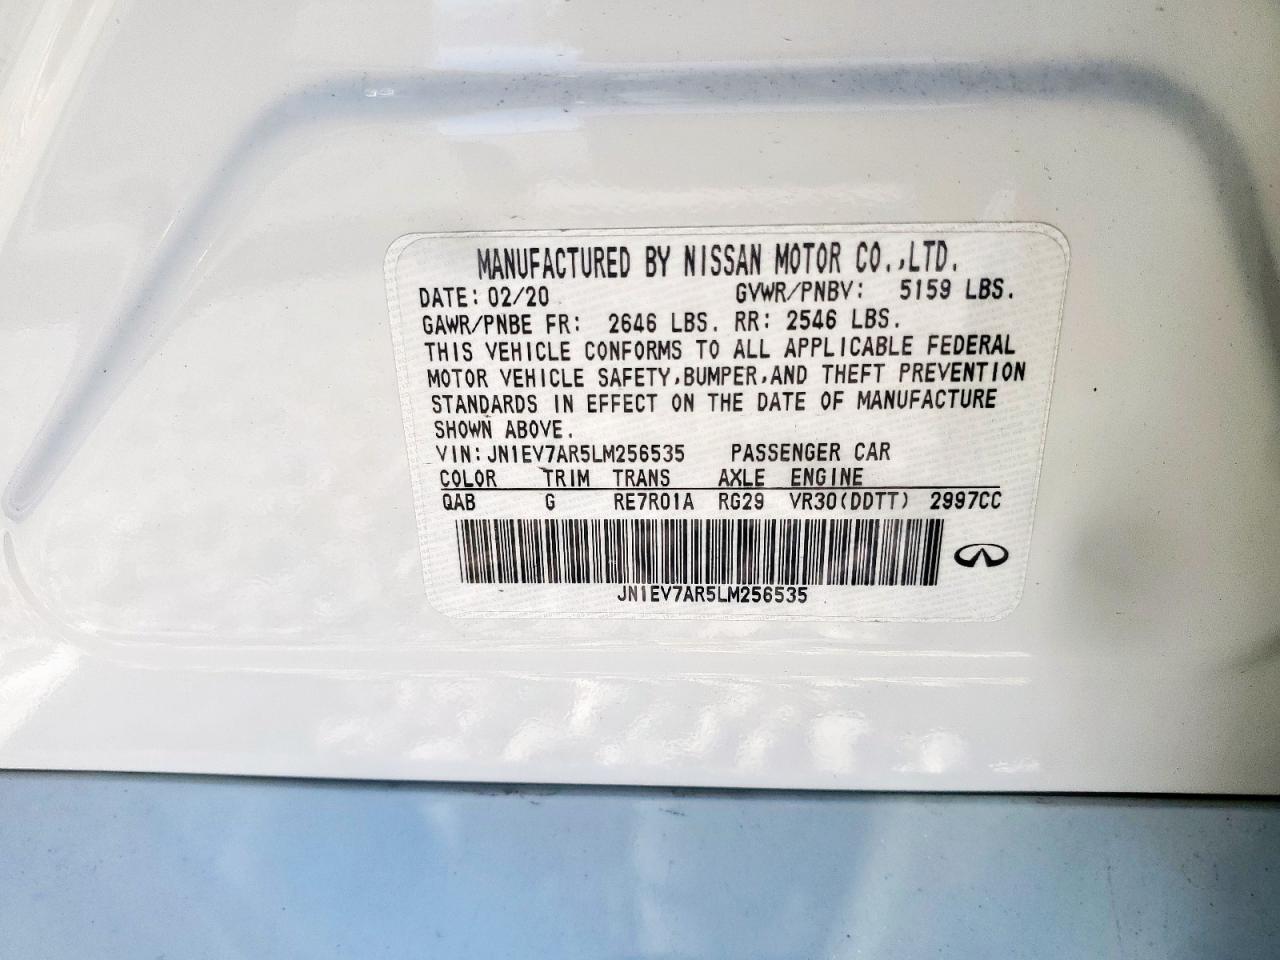 MANUFACTURED BY NISSAN MOTOR CO.,LTD.
DATE: 02/20 GVWR/PNBV: 5159 LBS.
GAWR/PNBE FR: 2646 LBS. RR: 2546 LBS.
THIS VEHICLE CONFORMS TO ALL APPLICABLE FEDERAL
MOTOR VEHICLE SAFETY,BUMPER,AND THEFT PREVENTION
STANDARDS IN EFFECT ON THE DATE OF MANUFACTURE
SHOWN ABOVE.
VIN:JN1EV7AR5LM256535 PASSENGER CAR
COLOR TRIM TRANS AXLE ENGINE
QAB G RE7R01A RG29 VR30(DDTT) 2997CC
JN1EV7AR5LM256535